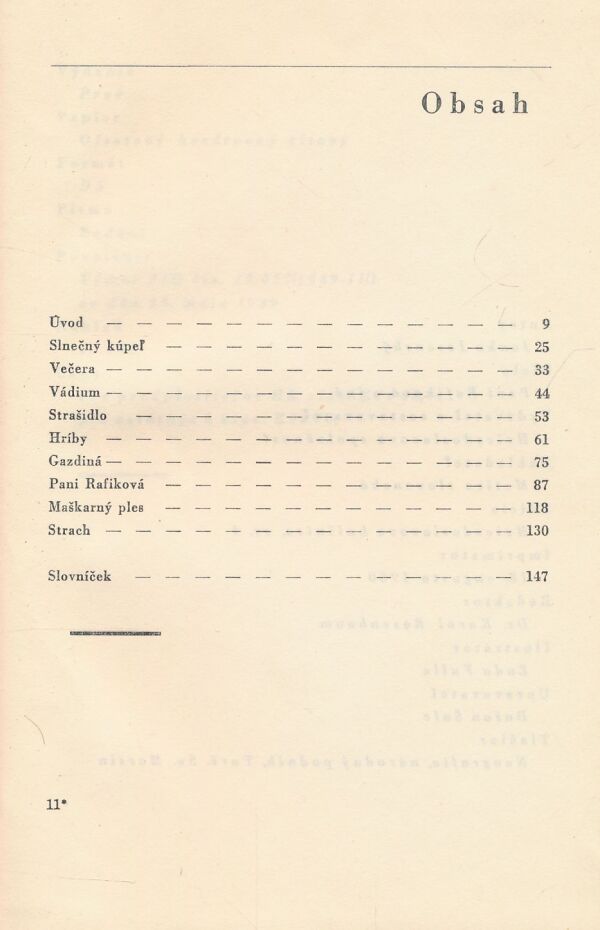 Obsah
Úvod — — — — — — — — — — — — — 9
Slnečný kúpeľ — — — — — — — — — — — — 25
Večera — — — — — — — — — — — — — — 33
Vádium — — — — — — — — — — — — — — 44
Strašidlo — — — — — — — — — — — — — — 53
Hríby — — — — — — — — — — — — — — 61
Gazdiná — — — — — — — — — — — — — — 75
Pani Rafiková — — — — — — — — — — — — 87
Maškarný ples — — — — — — — — — — — — 118
Strach — — — — — — — — — — — — — — 130
Slovníček — — — — — — — — — — — — — 147
11*